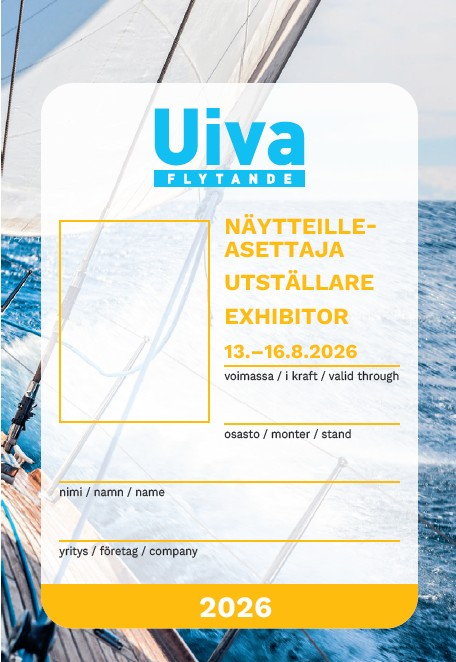 Uiva
FLYTANDE
NÄYTTEILLE-
ASETTAJA
UTSTÄLLARE
EXHIBITOR
13.–16.8.2026
voimassa / i kraft / valid through
osasto / monter / stand
nimi / namn / name
yritys / företag / company
2026